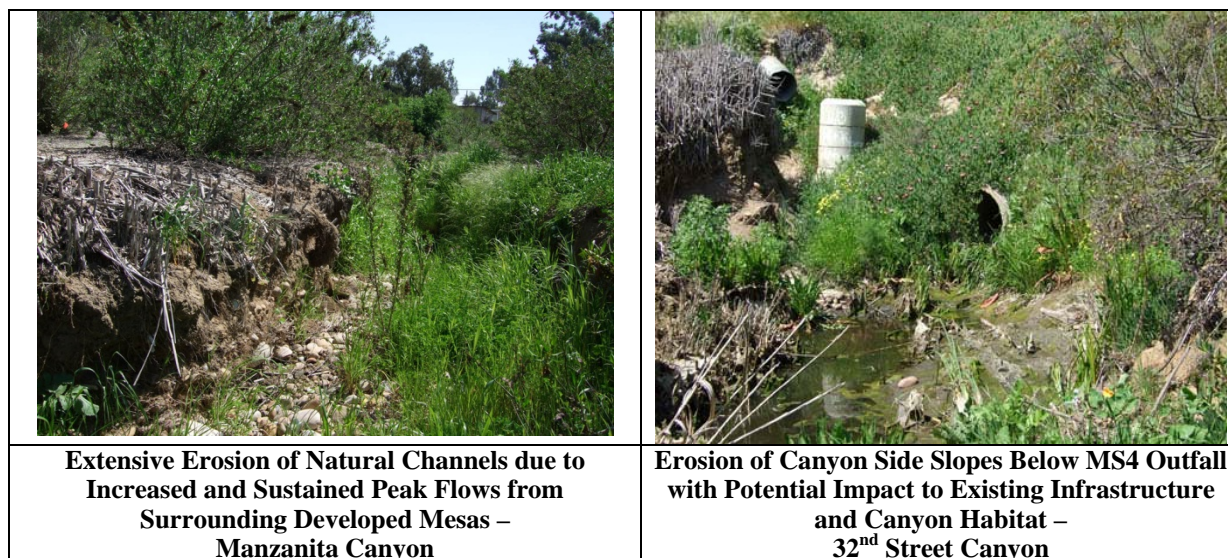 Extensive Erosion of Natural Channels due to
Increased and Sustained Peak Flows from
Surrounding Developed Mesas –
Manzanita Canyon
Erosion of Canyon Side Slopes Below MS4 Outfall
with Potential Impact to Existing Infrastructure
and Canyon Habitat –
32nd Street Canyon